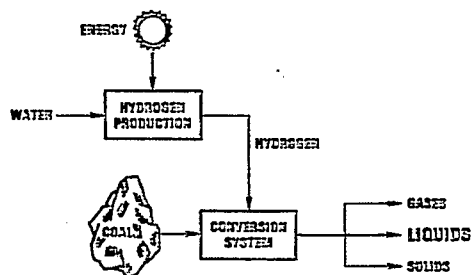 ENERGY
WATER
HYDROGEN
PRODUCTION
HYDROGEN
COAL
CONVERSION
SYSTEM
GASES
LIQUIDS
SOLIDS